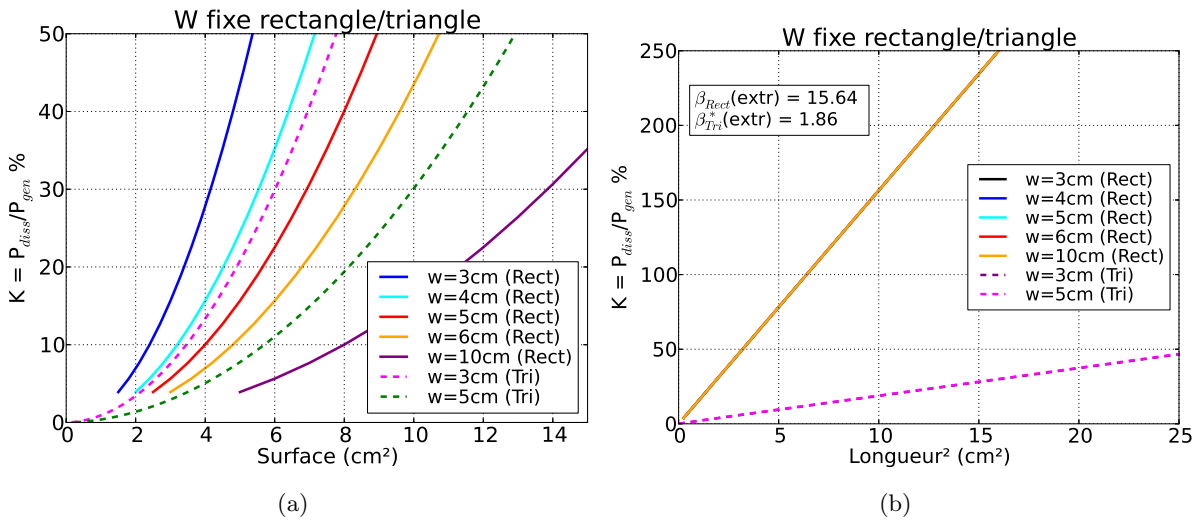 W fixe rectangle/triangle
K = P_diss/P_gen %
50
40
30
20
10
0
0 2 4 6 8 10 12 14
Surface (cm²)
w=3cm (Rect)
w=4cm (Rect)
w=5cm (Rect)
w=6cm (Rect)
w=10cm (Rect)
w=3cm (Tri)
w=5cm (Tri)
(a)
W fixe rectangle/triangle
K = P_diss/P_gen %
250
200
150
100
50
0
0 5 10 15 20 25
Longueur² (cm²)
β_Rect(extr) = 15.64
β*_Tri(extr) = 1.86
w=3cm (Rect)
w=4cm (Rect)
w=5cm (Rect)
w=6cm (Rect)
w=10cm (Rect)
w=3cm (Tri)
w=5cm (Tri)
(b)